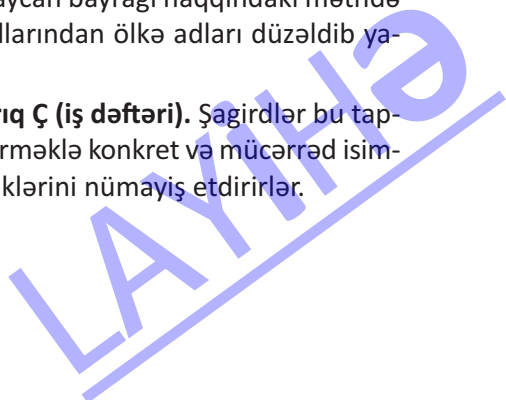 aycan bayrağı haqqındakı mətndə
llarından ölkə adları düzəldib ya-
rıq Ç (iş dəftəri). Şagirdlər bu tap-
rməklə konkret və mücərrəd isim-
klərini nümayiş etdirirlər.
LAYİHƏ